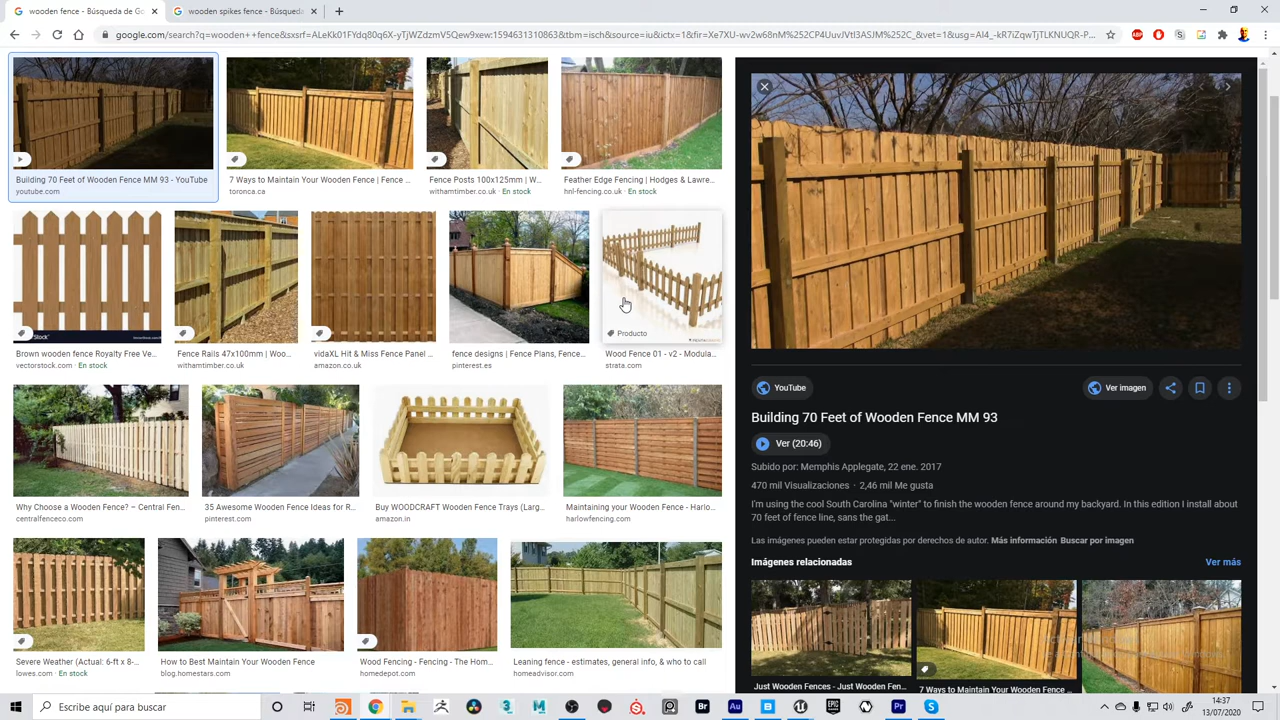 wooden fence - Búsqueda de Go
wooden spikes fence - Búsqueda
google.com/search?q=wooden++fence&sxsrf=ALeKk01FYdq80q6X-yTjWZdzmV5Qew9xew:1594631310863&tbm=isch&source=iu&ictx=1&fir=Xe7XU-wv2w68nM%252CP4UuvJVtI3ASJM%252C_&vet=1&usg=AI4_-kR7iZqwTjTLKNUQR-P...
ABP
Building 70 Feet of Wooden Fence MM 93 - YouTube
youtube.com
7 Ways to Maintain Your Wooden Fence | Fence ...
toronca.ca
Fence Posts 100x125mm | W...
withamtimber.co.uk · En stock
Feather Edge Fencing | Hodges & Lawre...
hnl-fencing.co.uk · En stock
Producto
Brown wooden fence Royalty Free Ve...
vectorstock.com · En stock
Fence Rails 47x100mm | Woo...
withamtimber.co.uk
vidaXL Hit & Miss Fence Panel ...
amazon.co.uk
fence designs | Fence Plans, Fence...
pinterest.es
Wood Fence 01 - v2 - Modula...
strata.com
Why Choose a Wooden Fence? – Central Fen...
centralfenceco.com
35 Awesome Wooden Fence Ideas for R...
pinterest.com
Buy WOODCRAFT Wooden Fence Trays (Larg...
amazon.in
Maintaining your Wooden Fence - Harlo...
harlowfencing.com
Severe Weather (Actual: 6-ft x 8-...
lowes.com · En stock
How to Best Maintain Your Wooden Fence
blog.homestars.com
Wood Fencing - Fencing - The Hom...
homedepot.com
Leaning fence - estimates, general info, & who to call
homeadvisor.com
YouTube
Ver imagen
Building 70 Feet of Wooden Fence MM 93
Ver (20:46)
Subido por: Memphis Applegate, 22 ene. 2017
470 mil Visualizaciones · 2,46 mil Me gusta
I'm using the cool South Carolina "winter" to finish the wooden fence around my backyard. In this edition I install about
70 feet of fence line, sans the gat...
Las imágenes pueden estar protegidas por derechos de autor. Más información Buscar por imagen
Imágenes relacionadas
Ver más
Just Wooden Fences - Just Wooden Fen...
7 Ways to Maintain Your Wooden Fence ...
Escribe aquí para buscar
Br
Au
EPIC
GAMES
Pr
14:37
13/07/2020